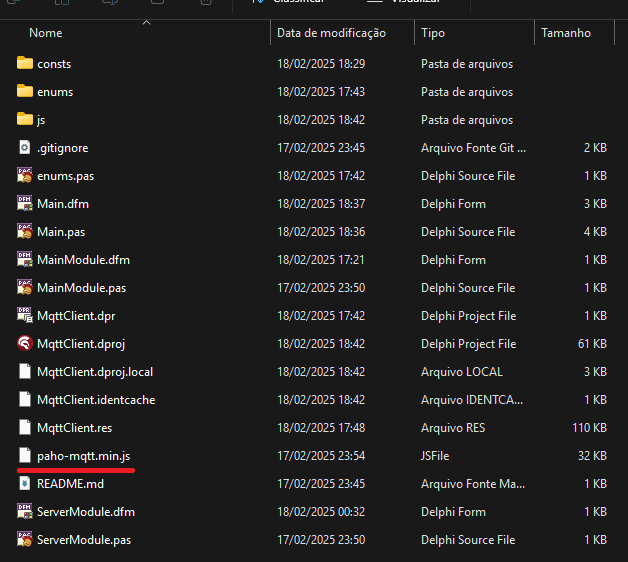 Classificar Visualizar
Nome Data de modificação Tipo Tamanho
consts 18/02/2025 18:29 Pasta de arquivos
enums 18/02/2025 17:43 Pasta de arquivos
js 18/02/2025 18:42 Pasta de arquivos
.gitignore 17/02/2025 23:45 Arquivo Fonte Git ... 2 KB
enums.pas 18/02/2025 17:42 Delphi Source File 1 KB
Main.dfm 18/02/2025 18:37 Delphi Form 3 KB
Main.pas 18/02/2025 18:36 Delphi Source File 4 KB
MainModule.dfm 18/02/2025 17:21 Delphi Form 1 KB
MainModule.pas 17/02/2025 23:50 Delphi Source File 1 KB
MqttClient.dpr 18/02/2025 17:42 Delphi Project File 1 KB
MqttClient.dproj 18/02/2025 18:42 Delphi Project File 61 KB
MqttClient.dproj.local 18/02/2025 18:42 Arquivo LOCAL 3 KB
MqttClient.identcache 18/02/2025 18:42 Arquivo IDENTCA... 1 KB
MqttClient.res 18/02/2025 17:48 Arquivo RES 110 KB
paho-mqtt.min.js 17/02/2025 23:54 JSFile 32 KB
README.md 17/02/2025 23:45 Arquivo Fonte Ma... 1 KB
ServerModule.dfm 18/02/2025 00:32 Delphi Form 1 KB
ServerModule.pas 17/02/2025 23:50 Delphi Source File 1 KB